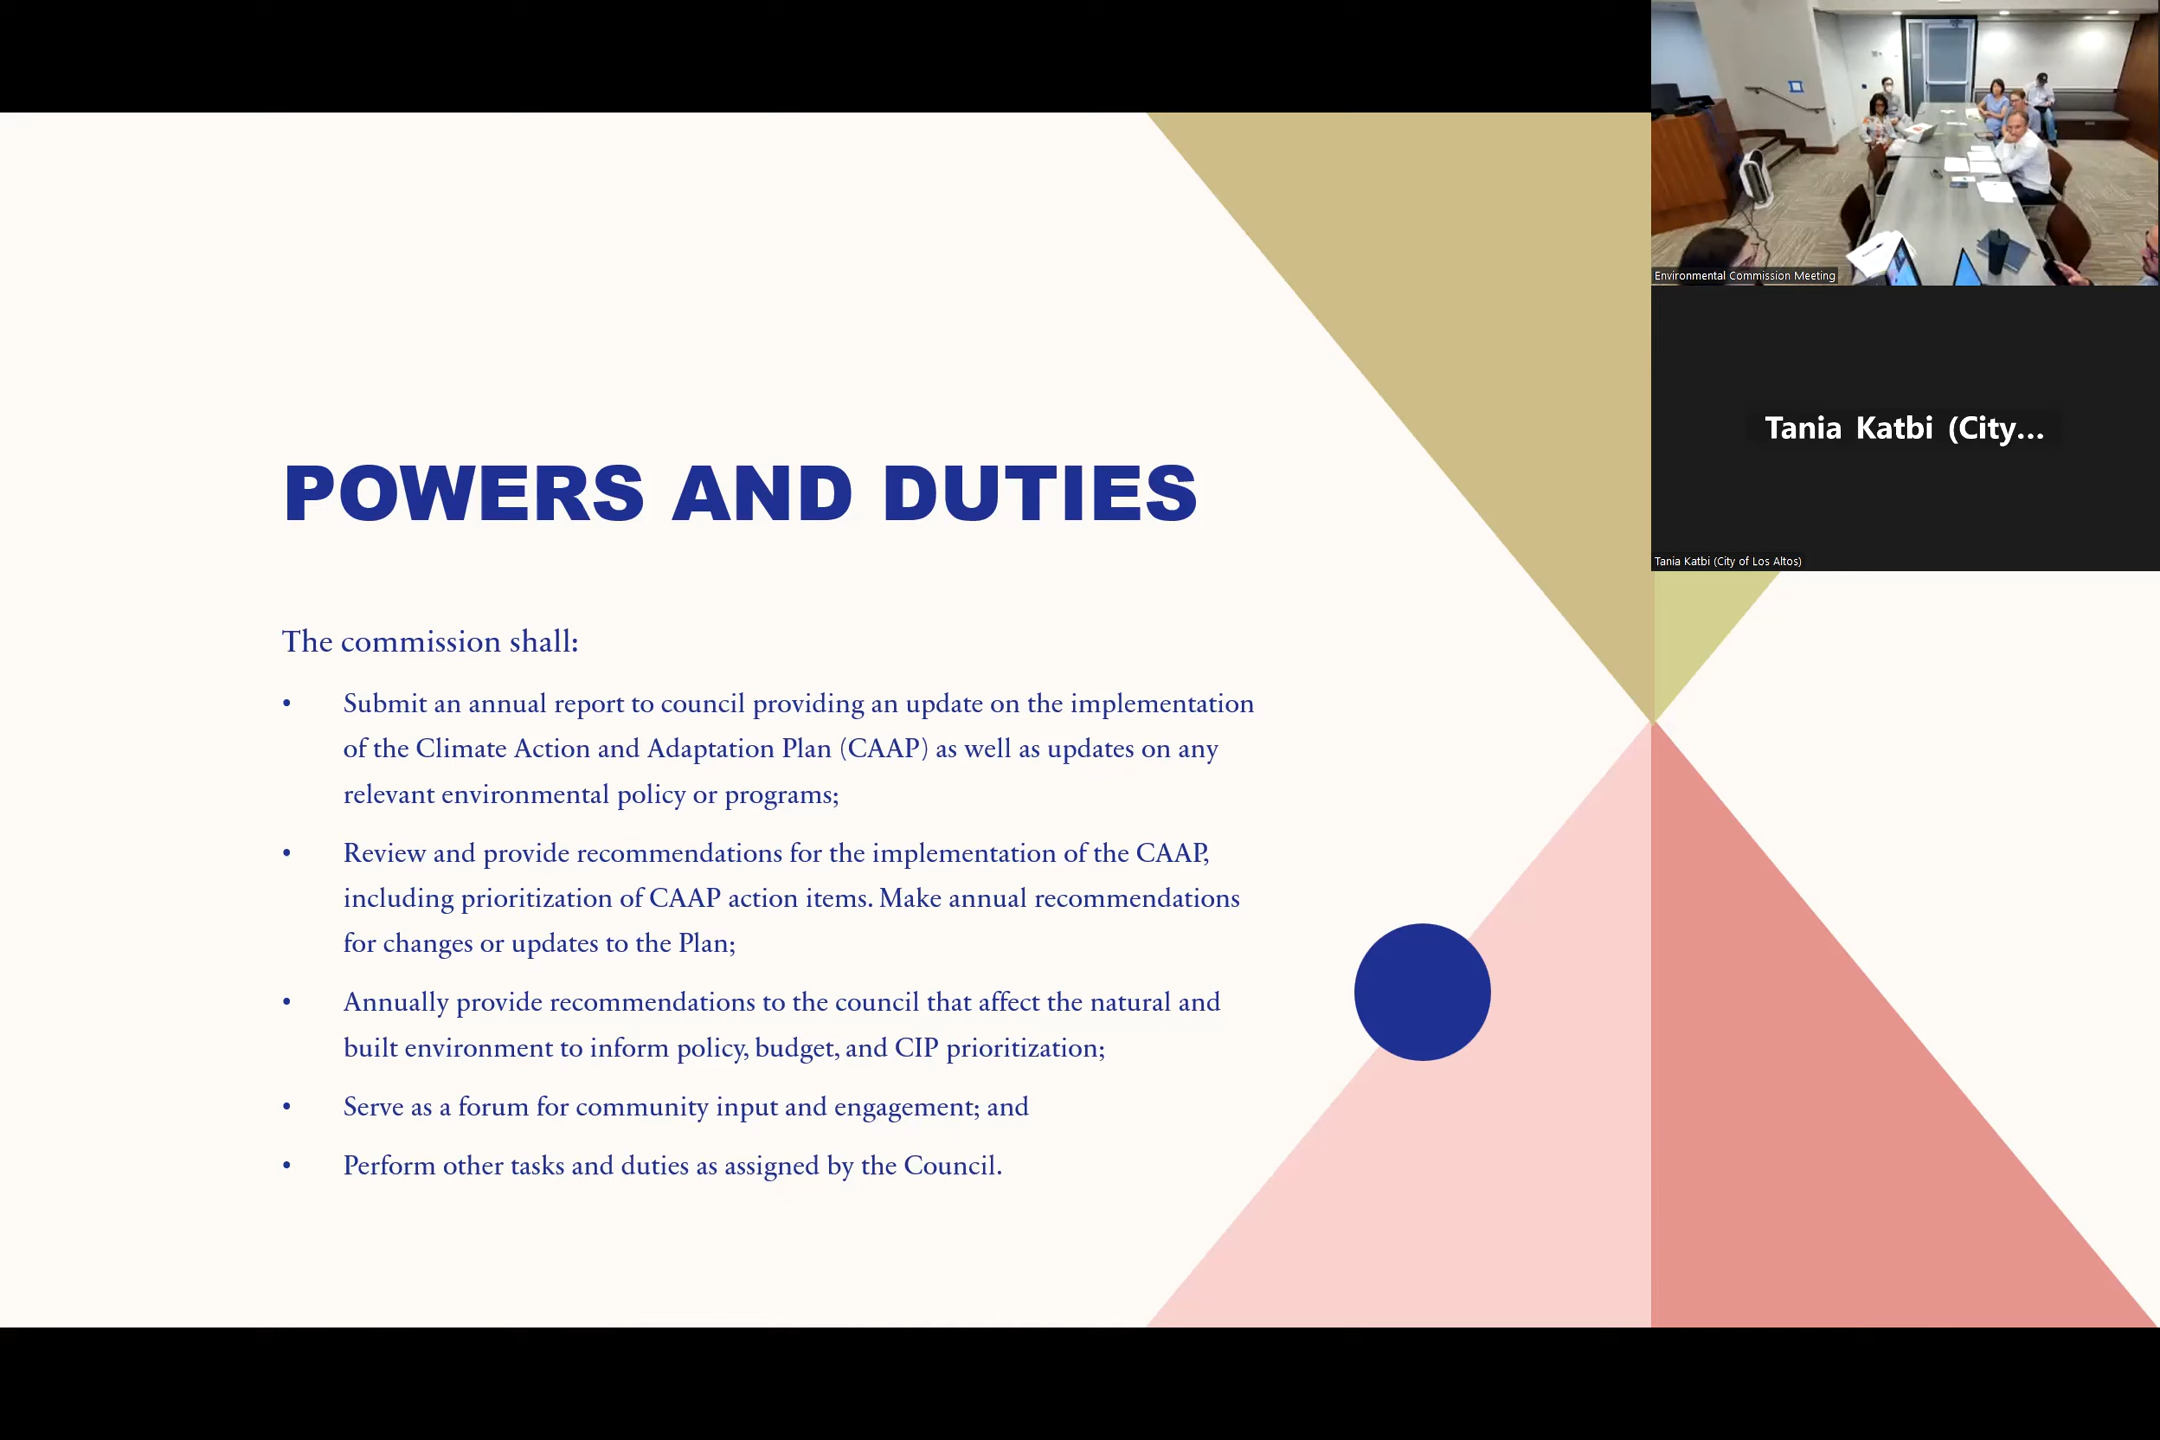 POWERS AND DUTIES
The commission shall:
• Submit an annual report to council providing an update on the implementation
of the Climate Action and Adaptation Plan (CAAP) as well as updates on any
relevant environmental policy or programs;
• Review and provide recommendations for the implementation of the CAAP,
including prioritization of CAAP action items. Make annual recommendations
for changes or updates to the Plan;
• Annually provide recommendations to the council that affect the natural and
built environment to inform policy, budget, and CIP prioritization;
• Serve as a forum for community input and engagement; and
• Perform other tasks and duties as assigned by the Council.
Environmental Commission Meeting
Tania Katbi (City...
Tania Katbi (City of Los Altos)